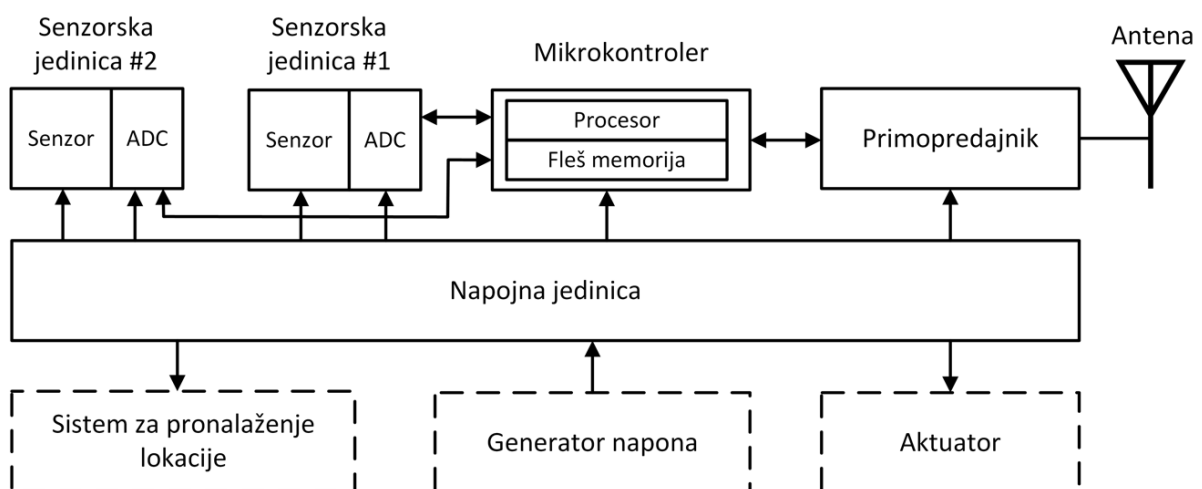 Senzorska
jedinica #2
Senzorska
jedinica #1
Mikrokontroler
Antena
Senzor
ADC
Senzor
ADC
Procesor
Fleš memorija
Primopredajnik
Napojna jedinica
Sistem za pronalaženje
lokacije
Generator napona
Aktuator